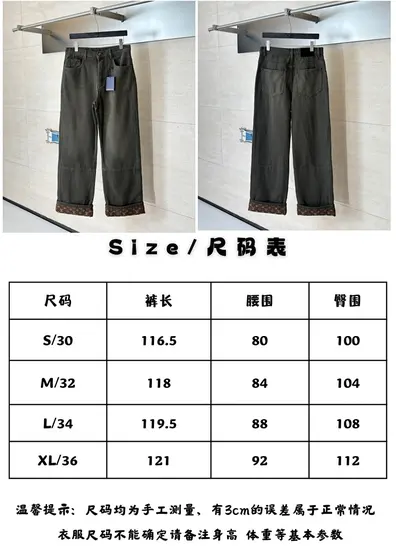 Size/尺码表
尺码 裤长 腰围 臀围
S/30 116.5 80 100
M/32 118 84 104
L/34 119.5 88 108
XL/36 121 92 112
温馨提示：尺码均为手工测量、有3cm的误差属于正常情况
衣服尺码不能确定请备注身高 体重等基本参数